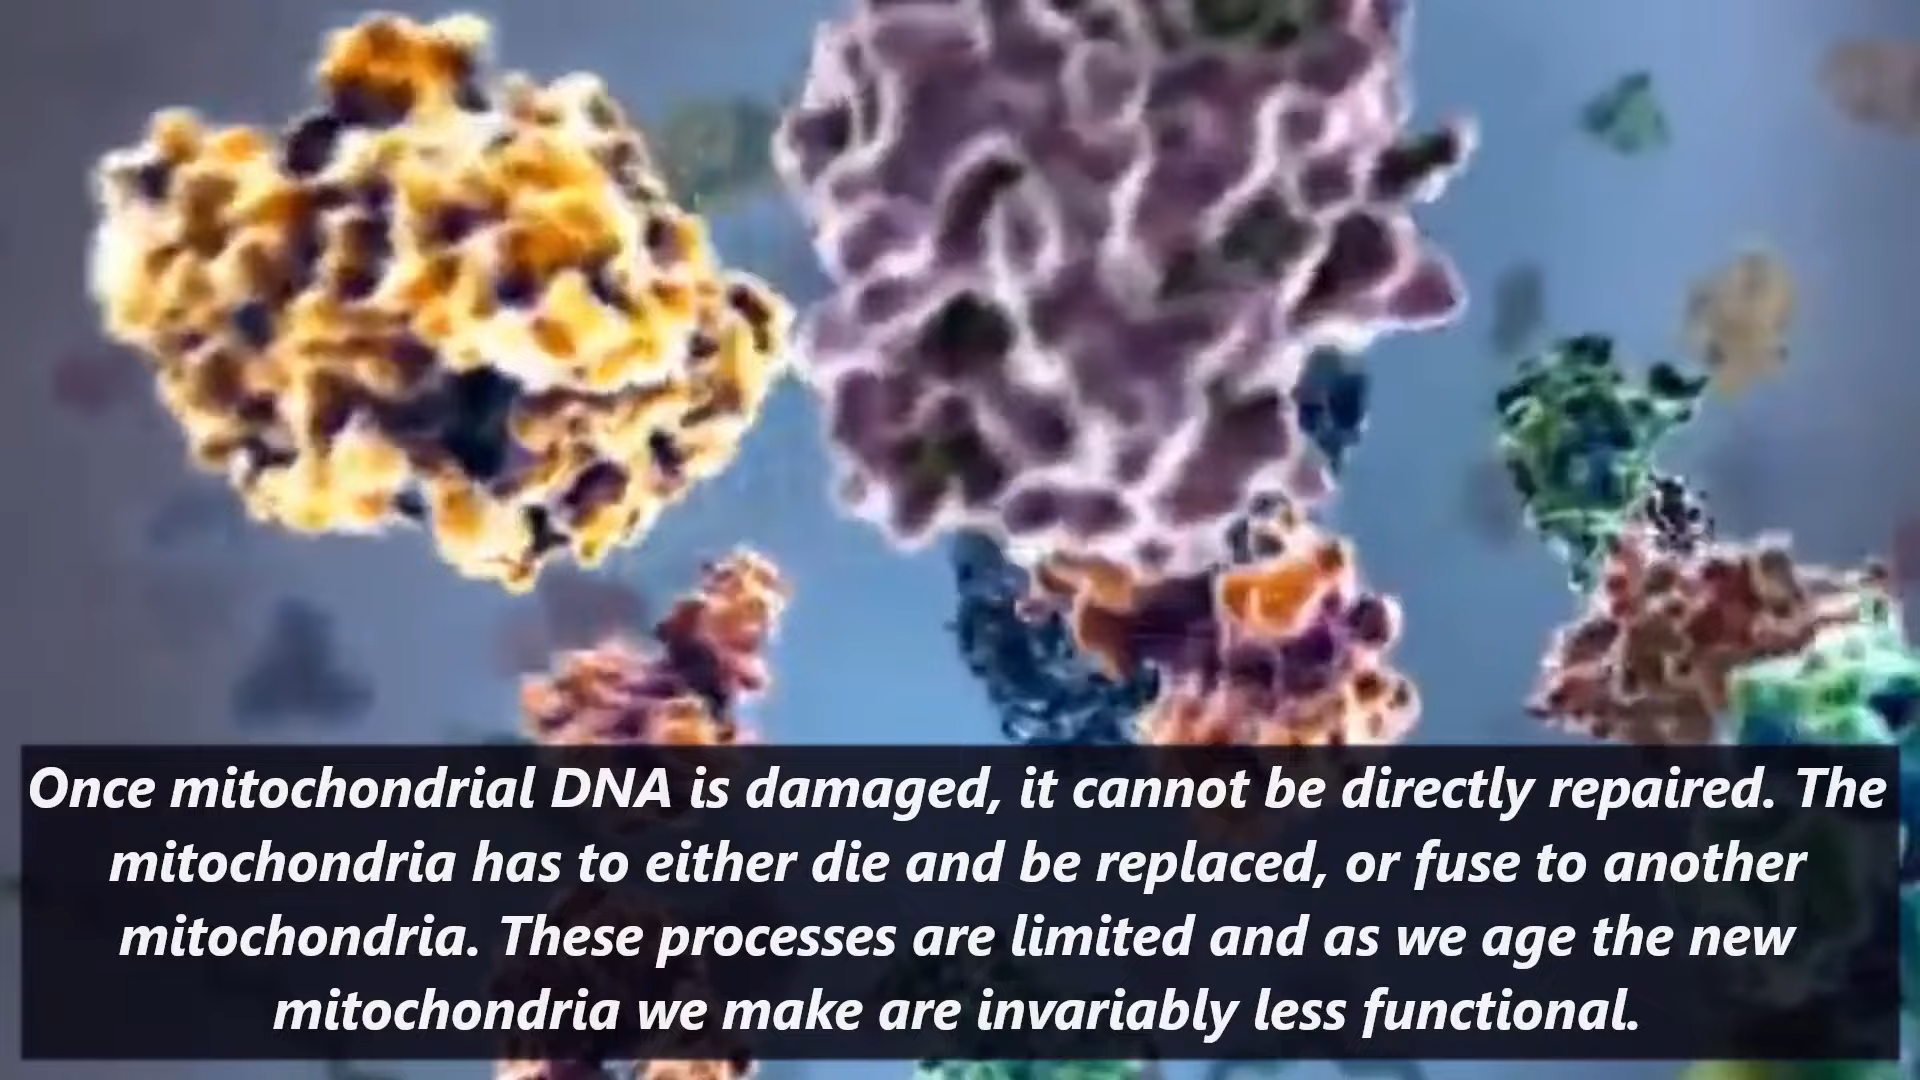 Once mitochondrial DNA is damaged, it cannot be directly repaired. The
mitochondria has to either die and be replaced, or fuse to another
mitochondria. These processes are limited and as we age the new
mitochondria we make are invariably less functional.